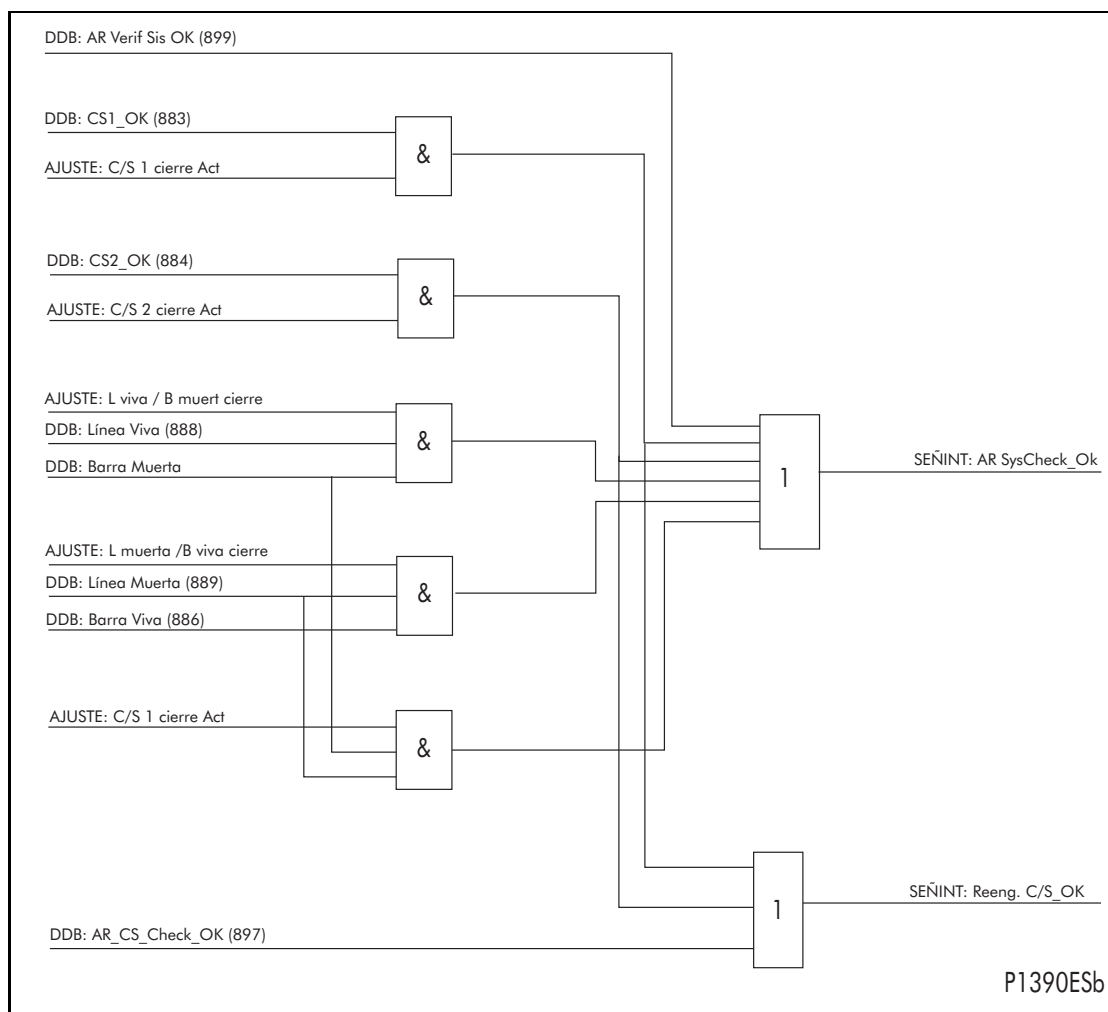 DDB: AR Verif Sis OK (899)
DDB: CS1_OK (883)
&
AJUSTE: C/S 1 cierre Act
DDB: CS2_OK (884)
&
AJUSTE: C/S 2 cierre Act
AJUSTE: L viva / B muert cierre
DDB: Línea Viva (888)
&
DDB: Barra Muerta
1
SEÑINT: AR SysCheck_Ok
AJUSTE: L muerta /B viva cierre
DDB: Línea Muerta (889)
&
DDB: Barra Viva (886)
AJUSTE: C/S 1 cierre Act
&
1
SEÑINT: Reeng. C/S_OK
DDB: AR_CS_Check_OK (897)
P1390ESb